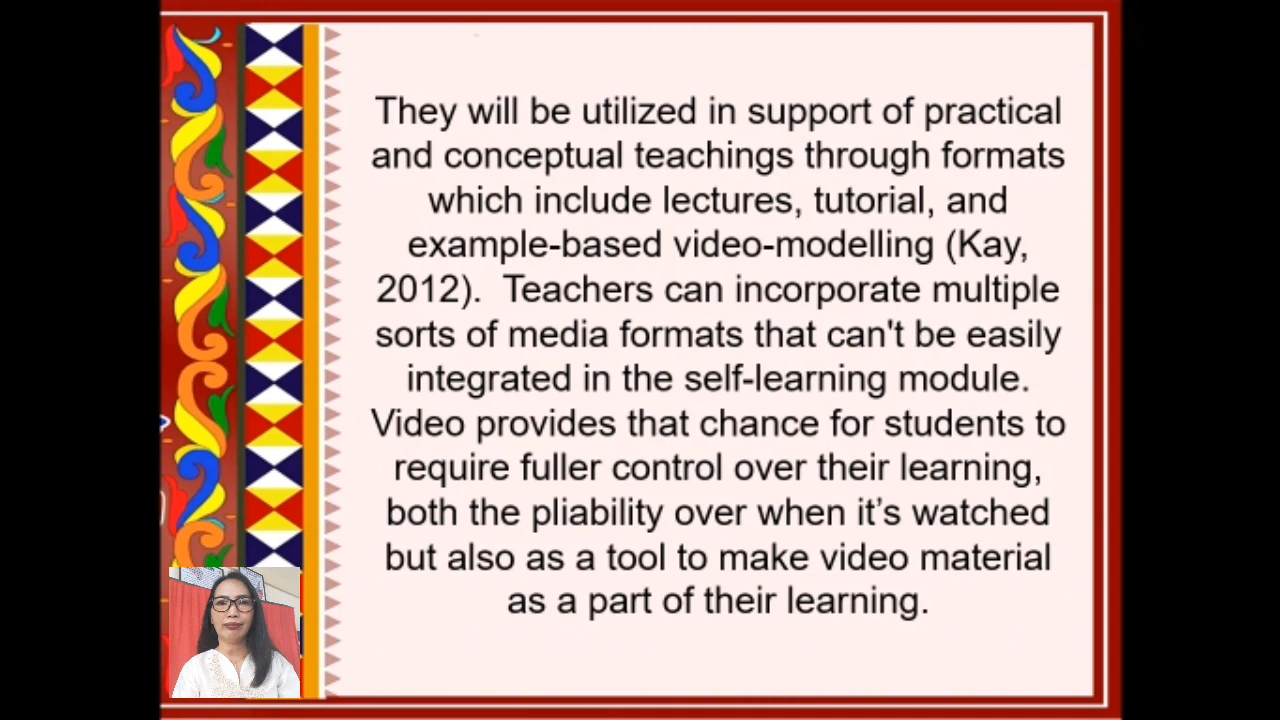 They will be utilized in support of practical
and conceptual teachings through formats
which include lectures, tutorial, and
example-based video-modelling (Kay,
2012).  Teachers can incorporate multiple
sorts of media formats that can't be easily
integrated in the self-learning module.
Video provides that chance for students to
require fuller control over their learning,
both the pliability over when it’s watched
but also as a tool to make video material
as a part of their learning.